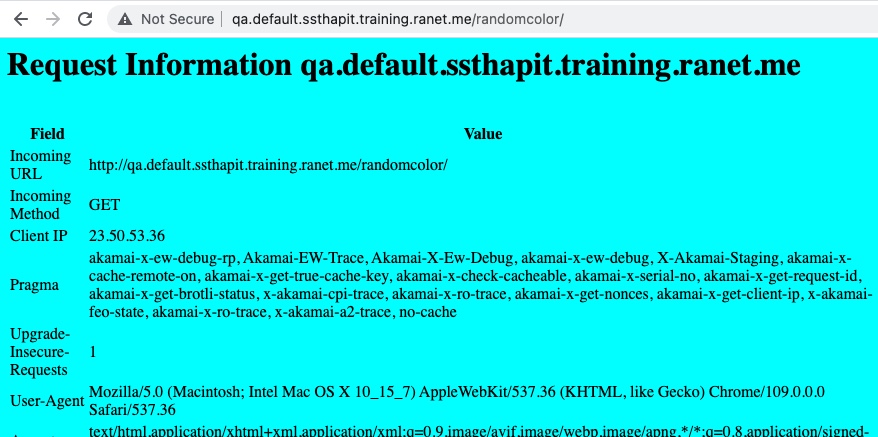 Not Secure | qa.default.ssthapit.training.ranet.me/randomcolor/
Request Information qa.default.ssthapit.training.ranet.me
Field Value
Incoming URL http://qa.default.ssthapit.training.ranet.me/randomcolor/
Incoming Method GET
Client IP 23.50.53.36
Pragma
akamai-x-ew-debug-rp, Akamai-EW-Trace, Akamai-X-Ew-Debug, akamai-x-ew-debug, X-Akamai-Staging, akamai-x-
cache-remote-on, akamai-x-get-true-cache-key, akamai-x-check-cacheable, akamai-x-serial-no, akamai-x-get-request-id,
akamai-x-get-brotli-status, x-akamai-cpi-trace, akamai-x-ro-trace, akamai-x-get-nonces, akamai-x-get-client-ip, x-akamai-
feo-state, akamai-x-ro-trace, x-akamai-a2-trace, no-cache
Upgrade-
Insecure- 1
Requests
User-Agent Mozilla/5.0 (Macintosh; Intel Mac OS X 10_15_7) AppleWebKit/537.36 (KHTML, like Gecko) Chrome/109.0.0.0
Safari/537.36
text/html,application/xhtml+xml,application/xml;q=0.9,image/avif,image/webp,image/apng,*/*;q=0.8,application/signed-